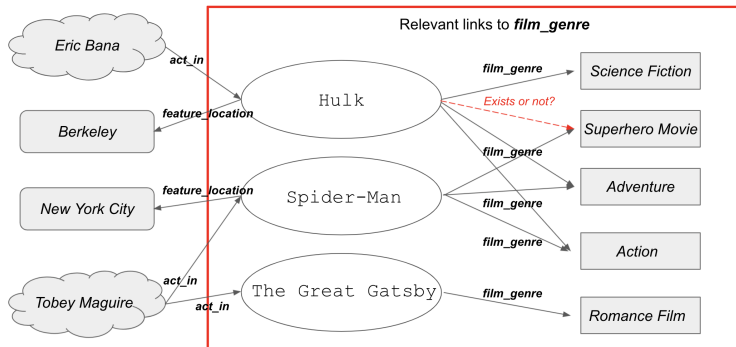 Relevant links to film_genre
Eric Bana
act_in
film_genre
Science Fiction
Hulk
Exists or not?
feature_location
Berkeley
Superhero Movie
film_genre
feature_location
New York City
Spider-Man
Adventure
film_genre
film_genre
Action
act_in
Tobey Maguire
act_in
The Great Gatsby
film_genre
Romance Film